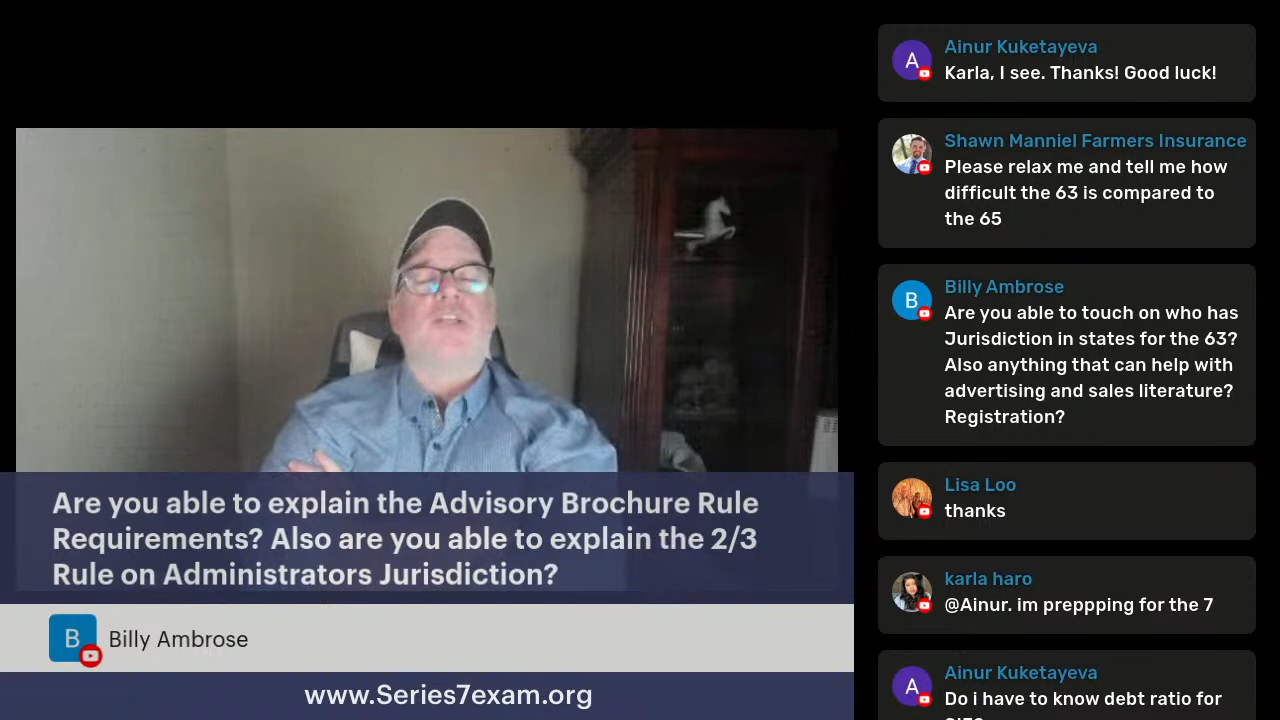 Are you able to explain the Advisory Brochure Rule
Requirements? Also are you able to explain the 2/3
Rule on Administrators Jurisdiction?
B
Billy Ambrose
www.Series7exam.org
A
Ainur Kuketayeva
Karla, I see. Thanks! Good luck!
Shawn Manniel Farmers Insurance
Please relax me and tell me how
difficult the 63 is compared to
the 65
B
Billy Ambrose
Are you able to touch on who has
Jurisdiction in states for the 63?
Also anything that can help with
advertising and sales literature?
Registration?
Lisa Loo
thanks
karla haro
@Ainur. im preppping for the 7
A
Ainur Kuketayeva
Do i have to know debt ratio for